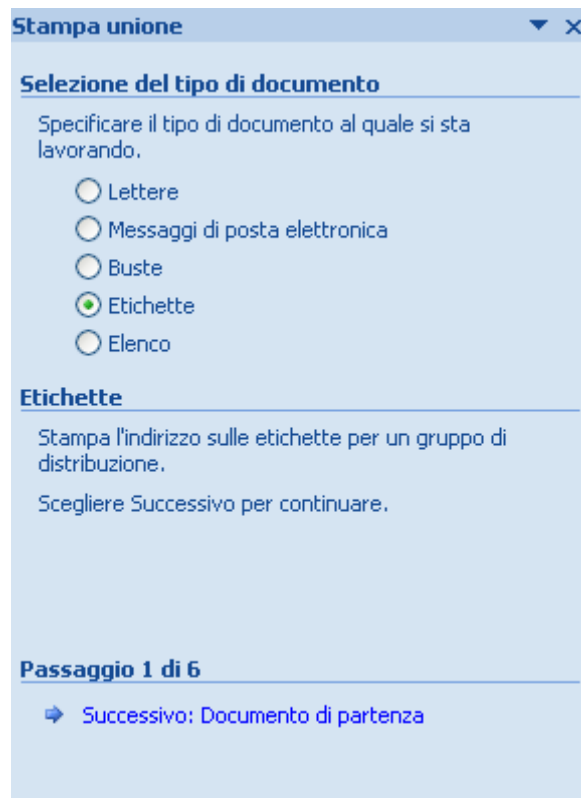 Stampa unione
Selezione del tipo di documento
Specificare il tipo di documento al quale si sta
lavorando.
Lettere
Messaggi di posta elettronica
Buste
Etichette
Elenco
Etichette
Stampa l'indirizzo sulle etichette per un gruppo di
distribuzione.
Scegliere Successivo per continuare.
Passaggio 1 di 6
Successivo: Documento di partenza